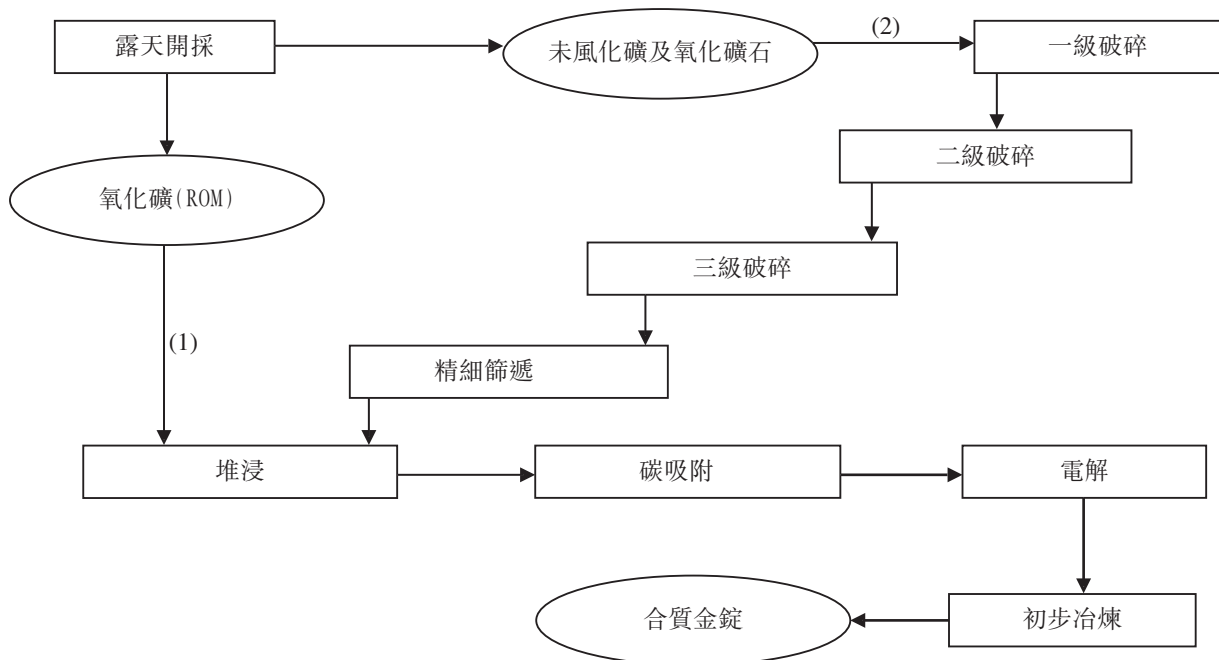 露天開採
未風化礦及氧化礦石
(2)
一級破碎
二級破碎
氧化礦(ROM)
三級破碎
(1)
精細篩遞
堆浸
碳吸附
電解
初步冶煉
合質金錠